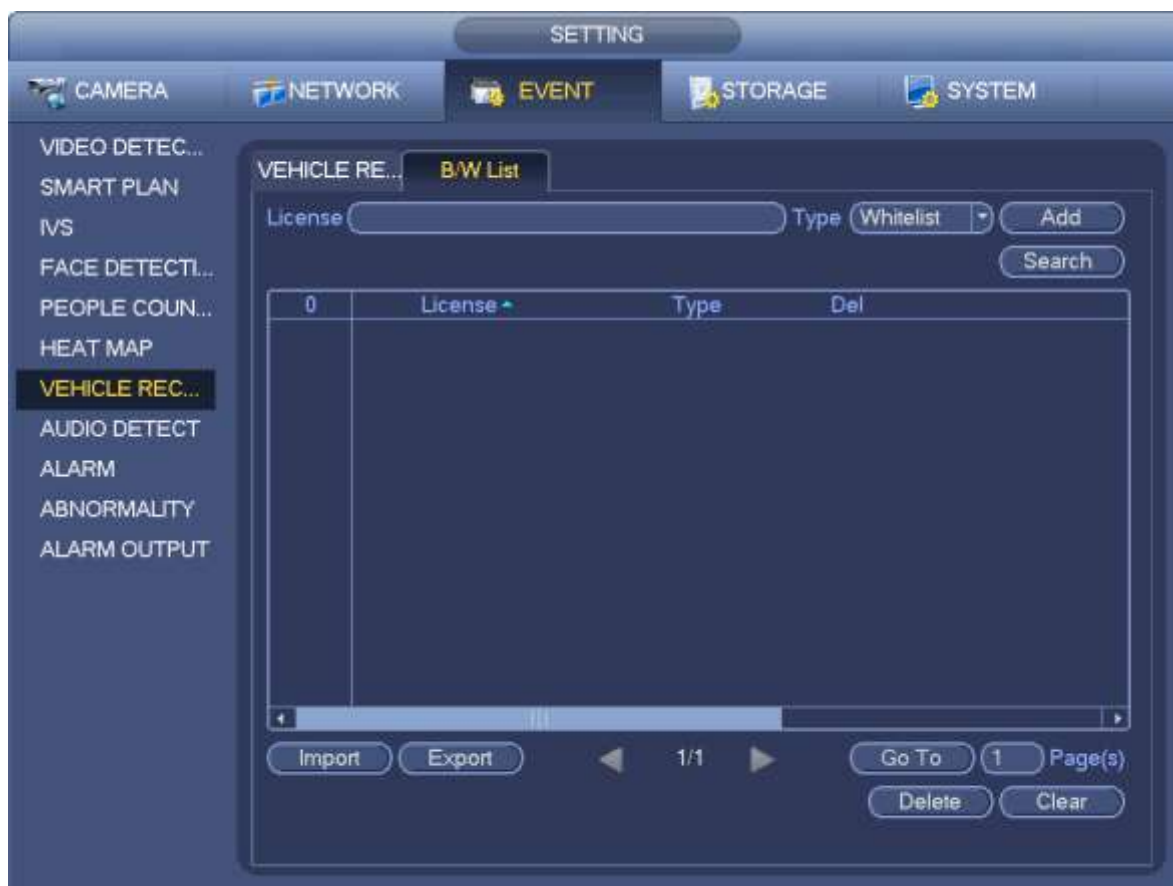 SETTING
CAMERA NETWORK EVENT STORAGE SYSTEM
VIDEO DETEC...
SMART PLAN
IVS
FACE DETECTI...
PEOPLE COUN...
HEAT MAP
VEHICLE REC...
AUDIO DETECT
ALARM
ABNORMALITY
ALARM OUTPUT
VEHICLE RE... B/W List
License Type Whitelist Add
Search
0 License Type Del
Import Export 1/1 Go To 1 Page(s)
Delete Clear